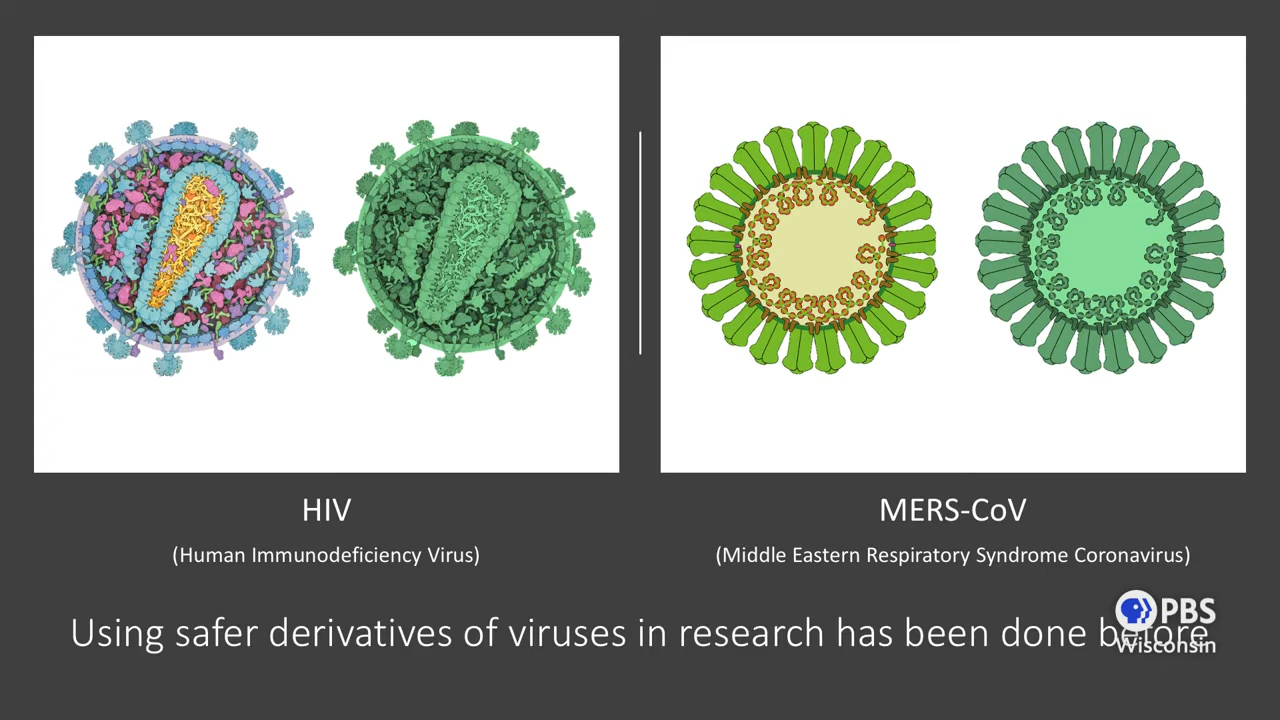 HIV
(Human Immunodeficiency Virus)
MERS-CoV
(Middle Eastern Respiratory Syndrome Coronavirus)
Using safer derivatives of viruses in research has been done before
PBS
Wisconsin